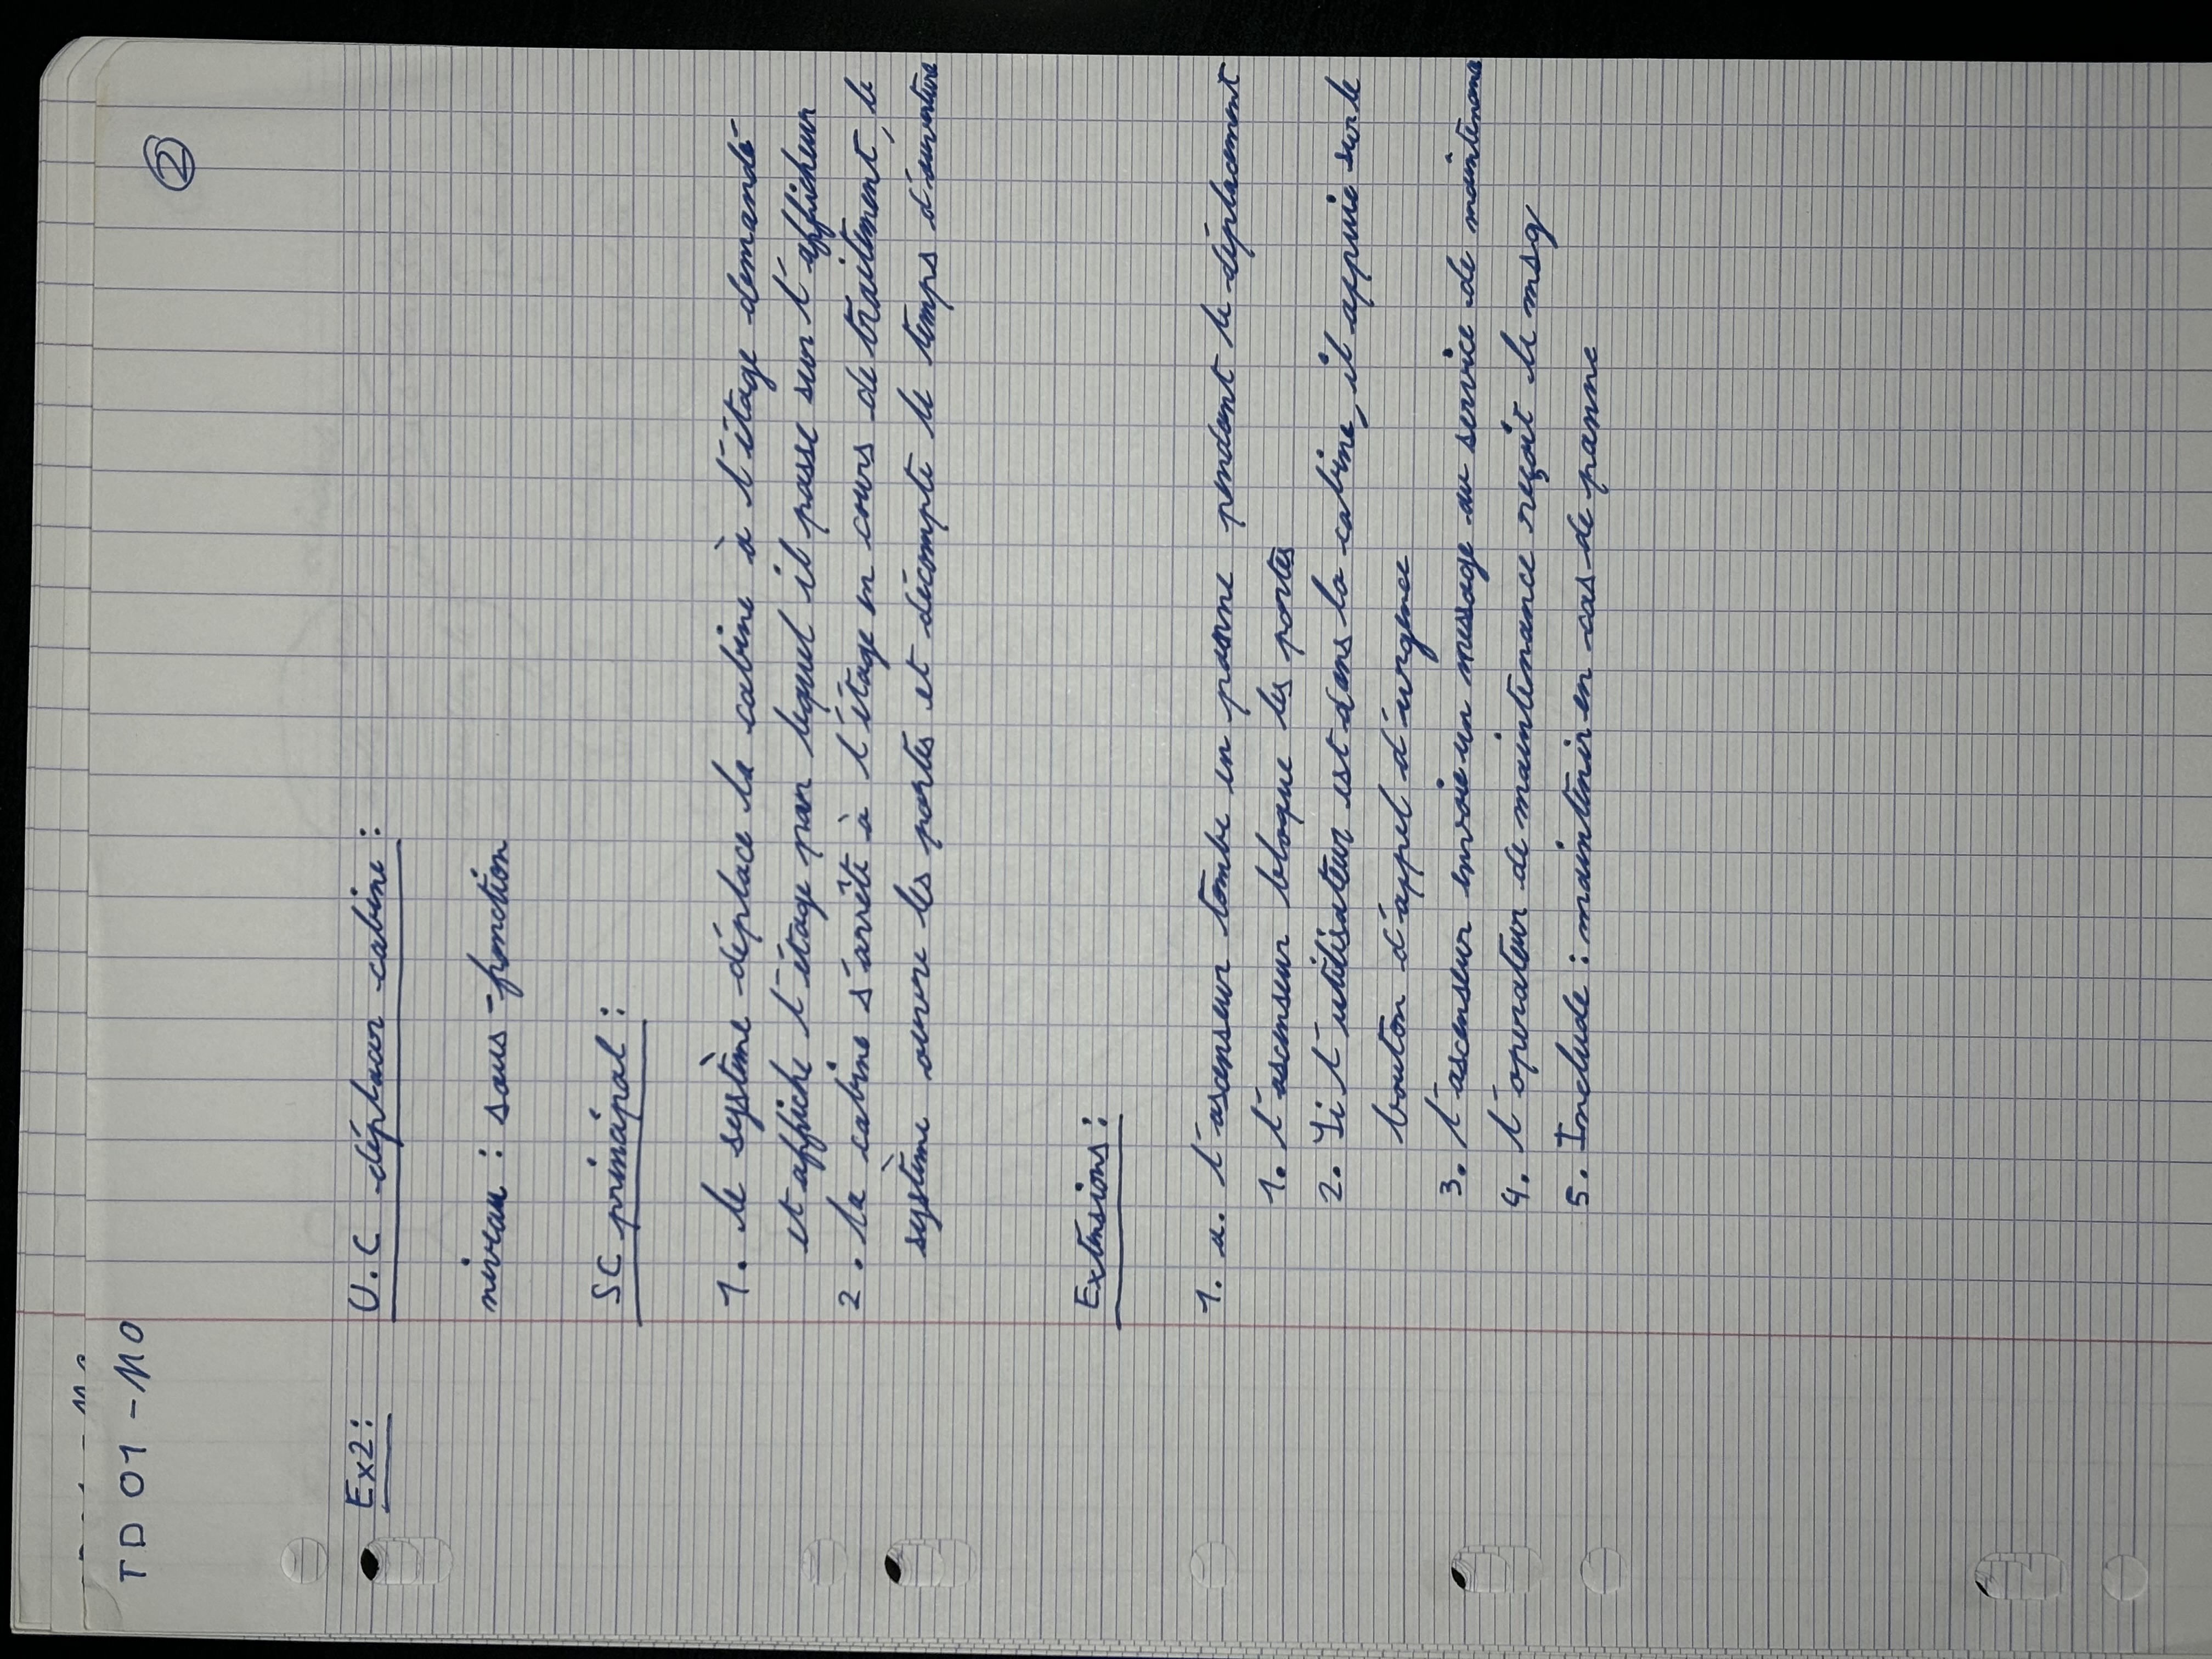 TD 01 - MO
2
Ex2:
U.C déplacer cabine :
niveau : sous-fonction
SC principal :
1. le système déplace la cabine à l'étage demandé
et affiche l'étage par lequel il passe sur l'afficheur
2. la cabine s'arrête à l'étage en cours de traitement, le
système ouvre les portes et décompte le temps d'ouverture
Extensions :
1. a. l'ascenseur tombe en panne pendant le déplacement
1. l'ascenseur bloque les portes
2. Si l'utilisateur est dans la cabine, il appuie sur le
bouton d'appel d'urgence
3. l'ascenseur envoie un message au service de maintenance
4. l'operateur de maintenance reçoit le msg
5. Include : maintenir en cas de panne